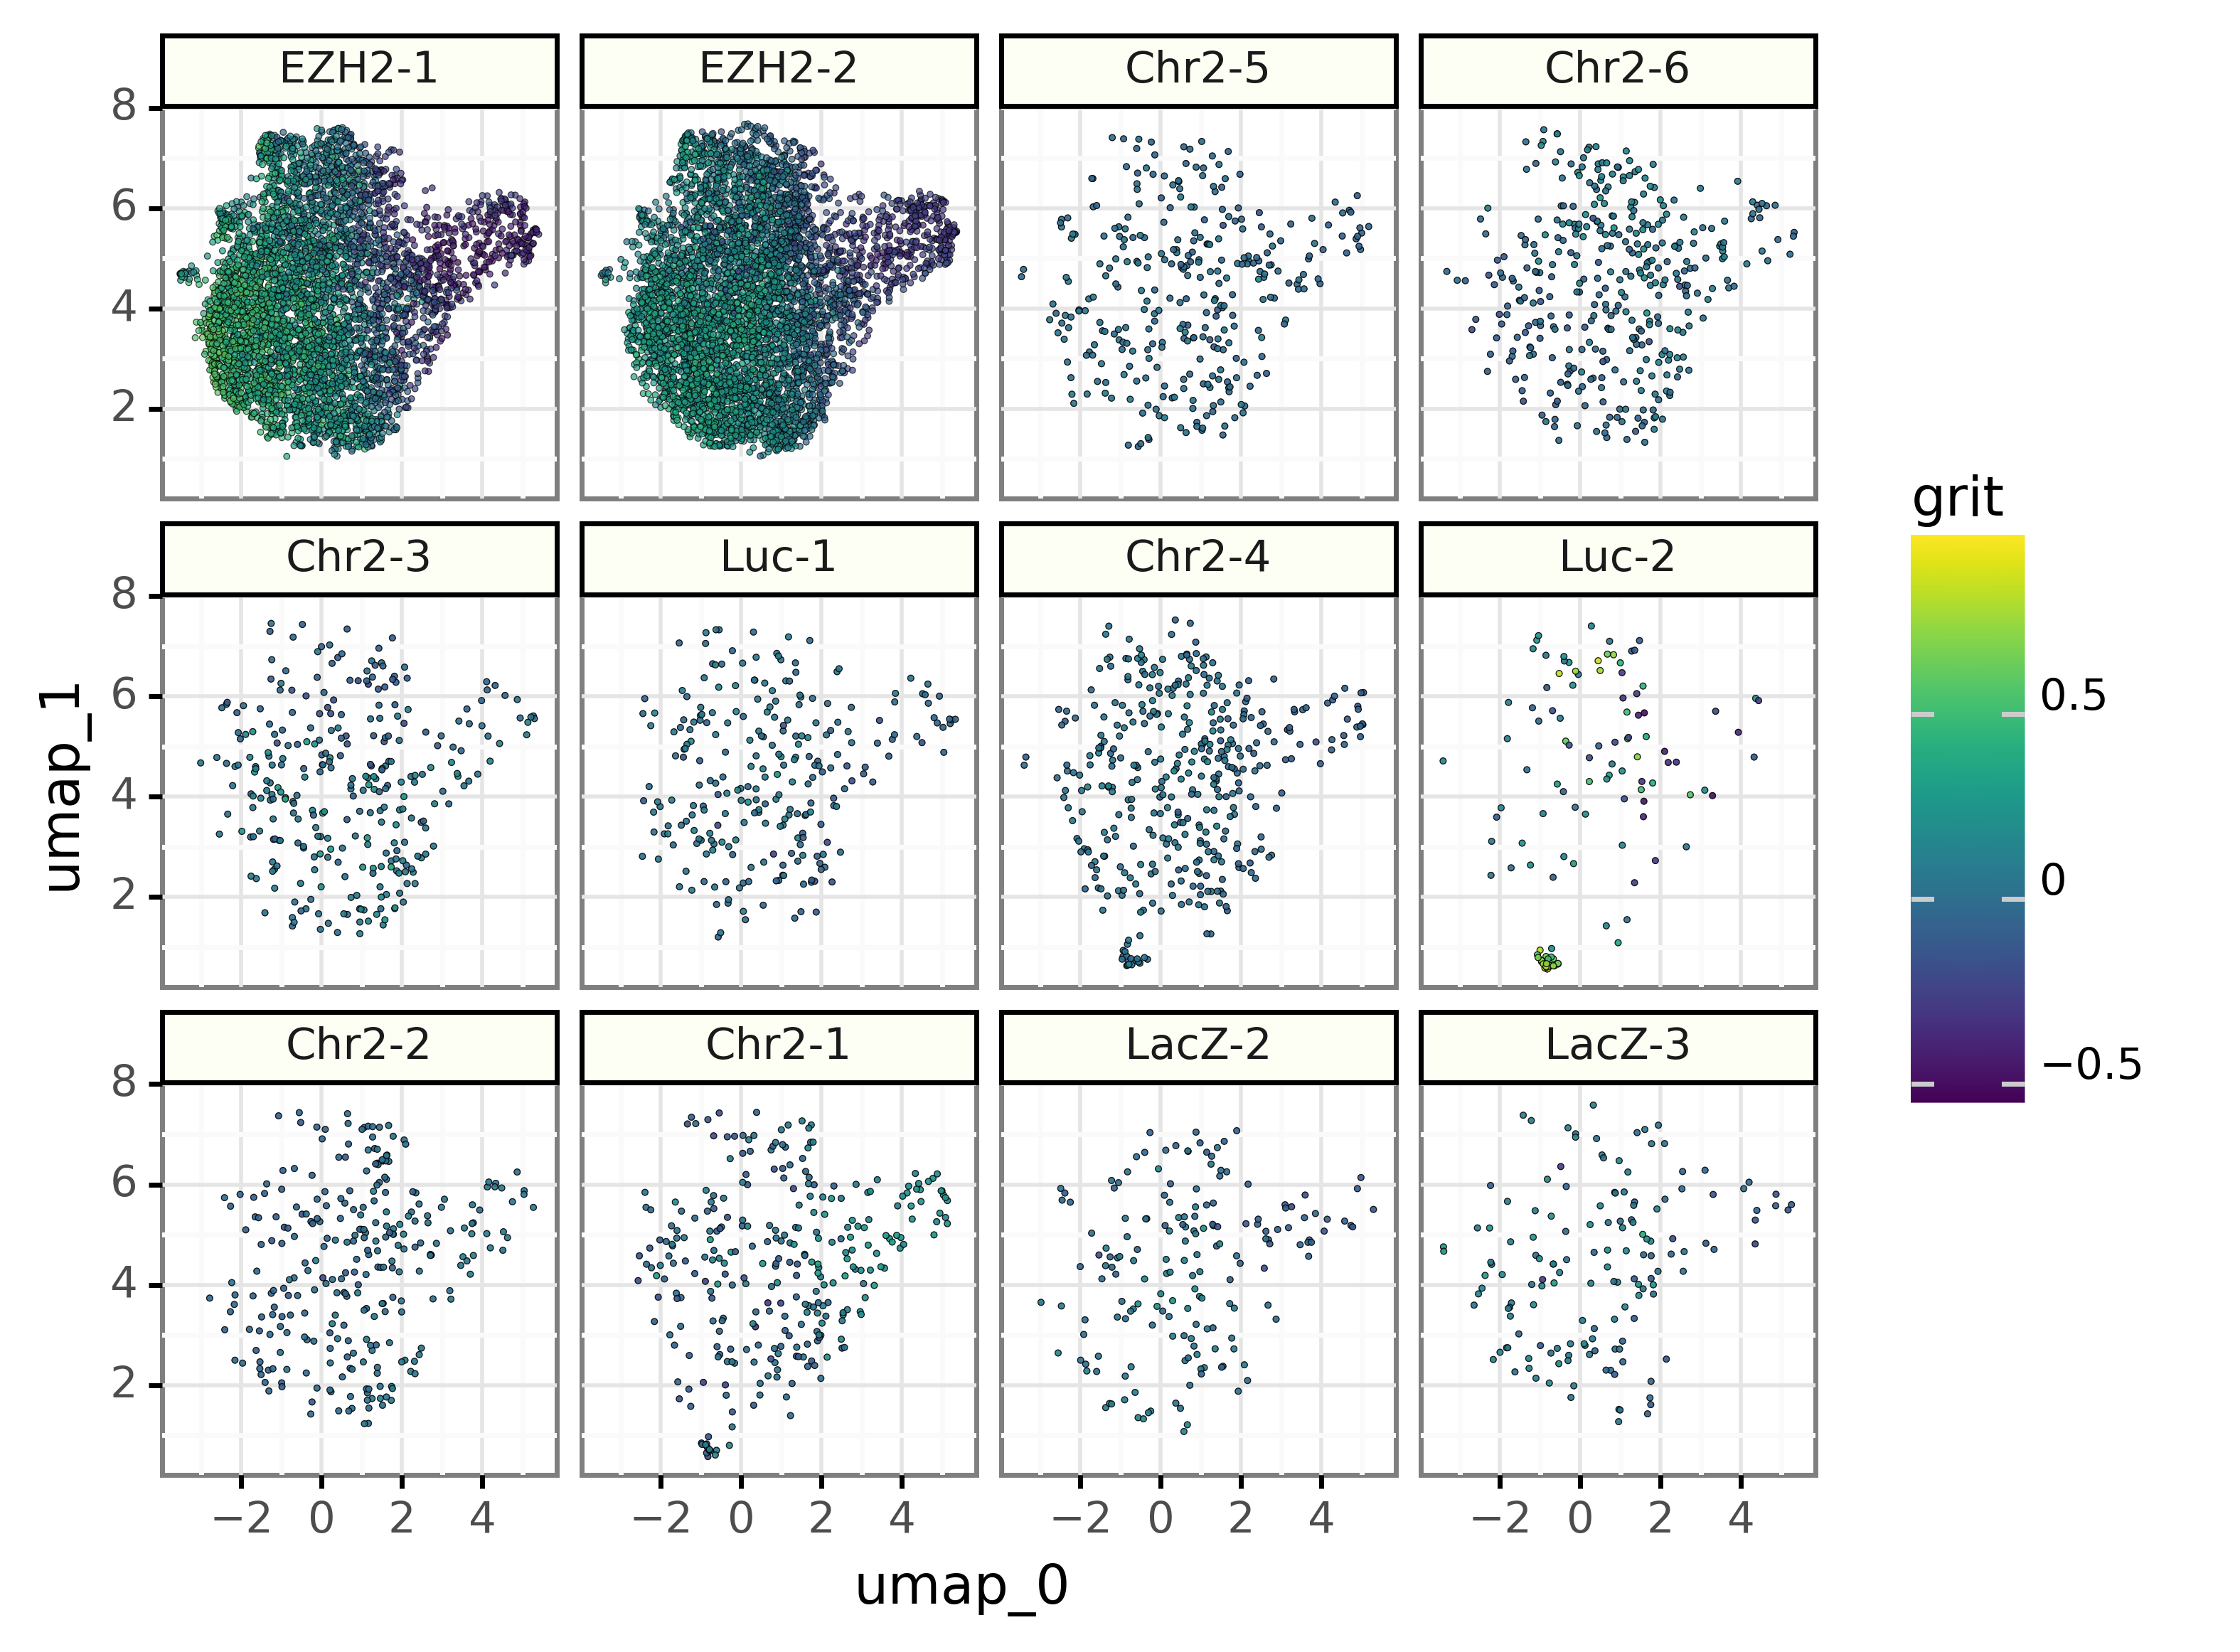 EZH2-1 EZH2-2 Chr2-5 Chr2-6
8
6
4
2
Chr2-3 Luc-1 Chr2-4 Luc-2
8
6
4
2
Chr2-2 Chr2-1 LacZ-2 LacZ-3
8
6
4
2
−2 0 2 4 −2 0 2 4 −2 0 2 4 −2 0 2 4
umap_0
umap_1
grit
0.5
0
−0.5